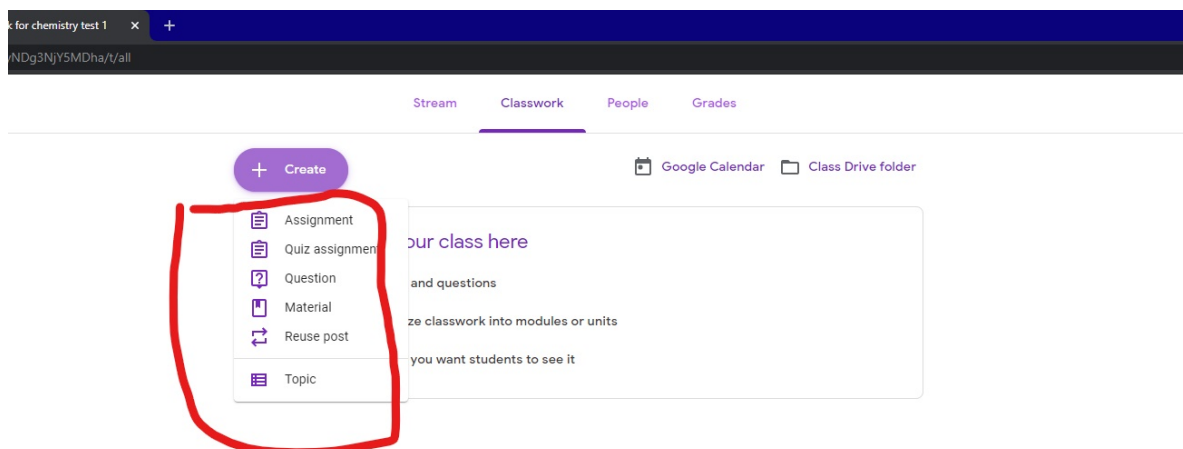 k for chemistry test 1
yNDg3NjY5MDha/t/all
Stream Classwork People Grades
Create
Google Calendar Class Drive folder
Assignment
Quiz assignment
Question
Material
Reuse post
Topic
our class here
and questions
ze classwork into modules or units
you want students to see it